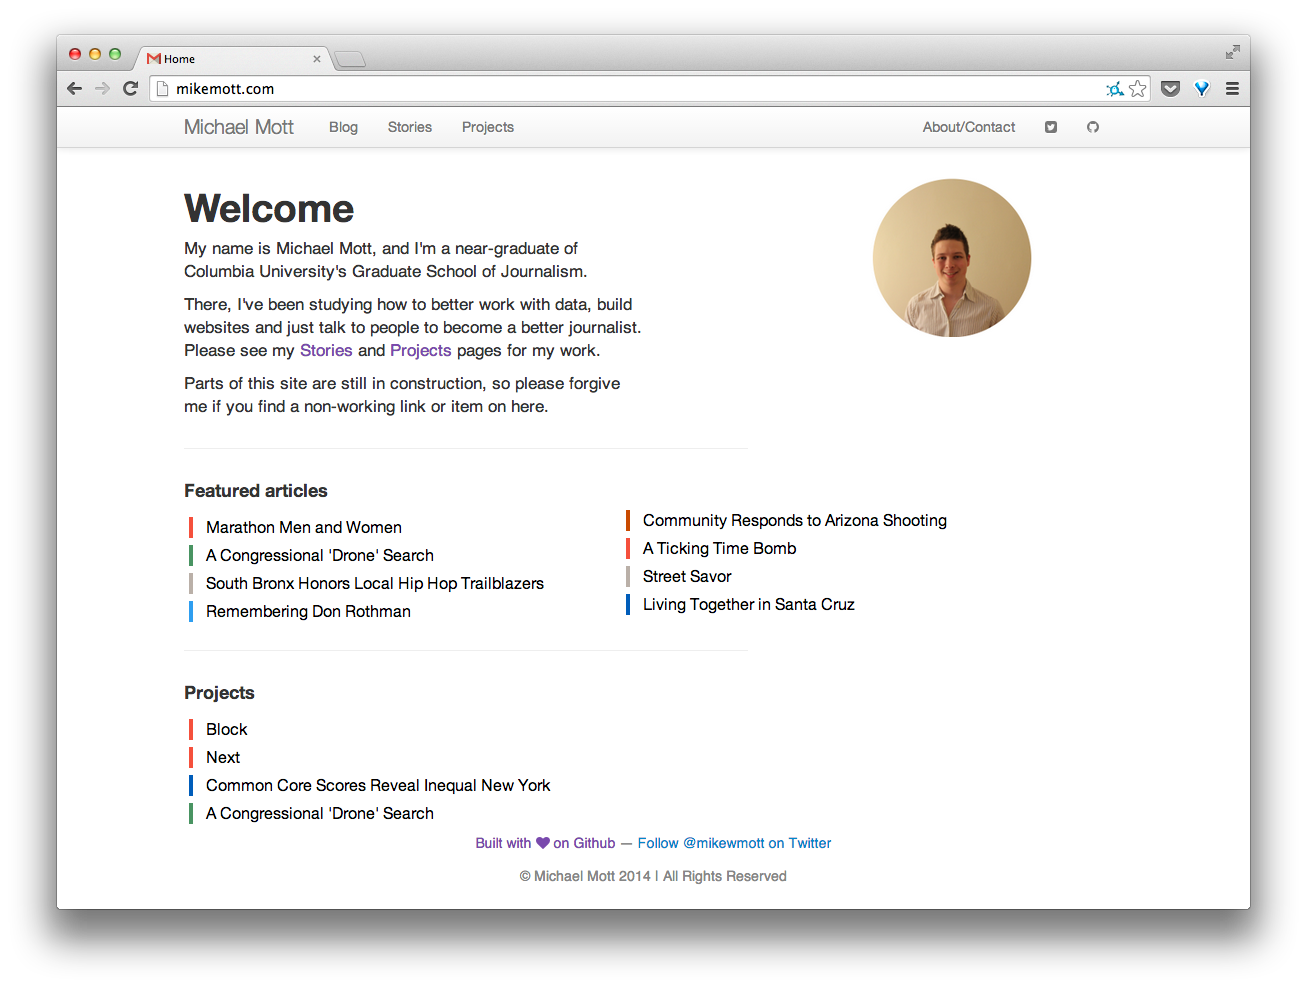 Home
mikemott.com
Michael Mott Blog Stories Projects About/Contact
Welcome
My name is Michael Mott, and I'm a near-graduate of
Columbia University's Graduate School of Journalism.
There, I've been studying how to better work with data, build
websites and just talk to people to become a better journalist.
Please see my Stories and Projects pages for my work.
Parts of this site are still in construction, so please forgive
me if you find a non-working link or item on here.
Featured articles
Marathon Men and Women
A Congressional 'Drone' Search
South Bronx Honors Local Hip Hop Trailblazers
Remembering Don Rothman
Community Responds to Arizona Shooting
A Ticking Time Bomb
Street Savor
Living Together in Santa Cruz
Projects
Block
Next
Common Core Scores Reveal Inequal New York
A Congressional 'Drone' Search
Built with ♥ on Github — Follow @mikewmott on Twitter
© Michael Mott 2014 | All Rights Reserved